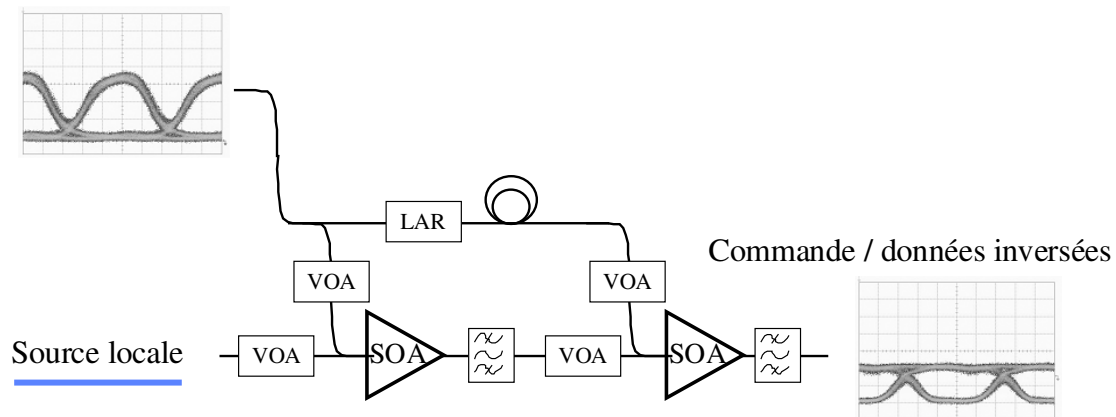 LAR
Commande / données inversées
VOA
VOA
Source locale
VOA
SOA
VOA
SOA